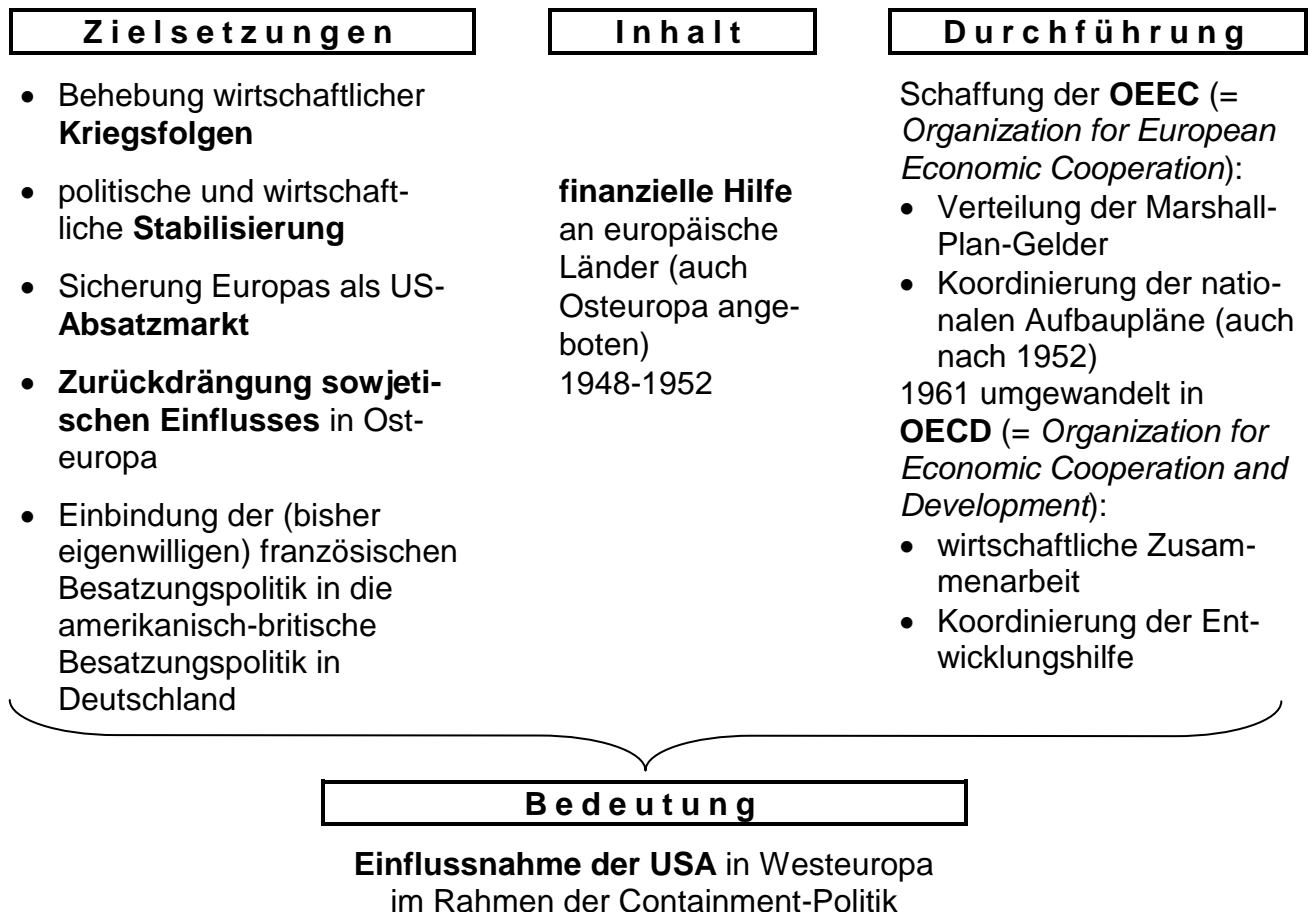 Zielsetzungen
• Behebung wirtschaftlicher
Kriegsfolgen
• politische und wirtschaft-
liche Stabilisierung
• Sicherung Europas als US-
Absatzmarkt
• Zurückdrängung sowjeti-
schen Einflusses in Ost-
europa
• Einbindung der (bisher
eigenwilligen) französischen
Besatzungspolitik in die
amerikanisch-britische
Besatzungspolitik in
Deutschland
Inhalt
finanzielle Hilfe
an europäische
Länder (auch
Osteuropa ange-
boten)
1948-1952
Durchführung
Schaffung der OEEC (=
Organization for European
Economic Cooperation):
• Verteilung der Marshall-
Plan-Gelder
• Koordinierung der natio-
nalen Aufbaupläne (auch
nach 1952)
1961 umgewandelt in
OECD (= Organization for
Economic Cooperation and
Development):
• wirtschaftliche Zusam-
menarbeit
• Koordinierung der Ent-
wicklungshilfe
Bedeutung
Einflussnahme der USA in Westeuropa
im Rahmen der Containment-Politik